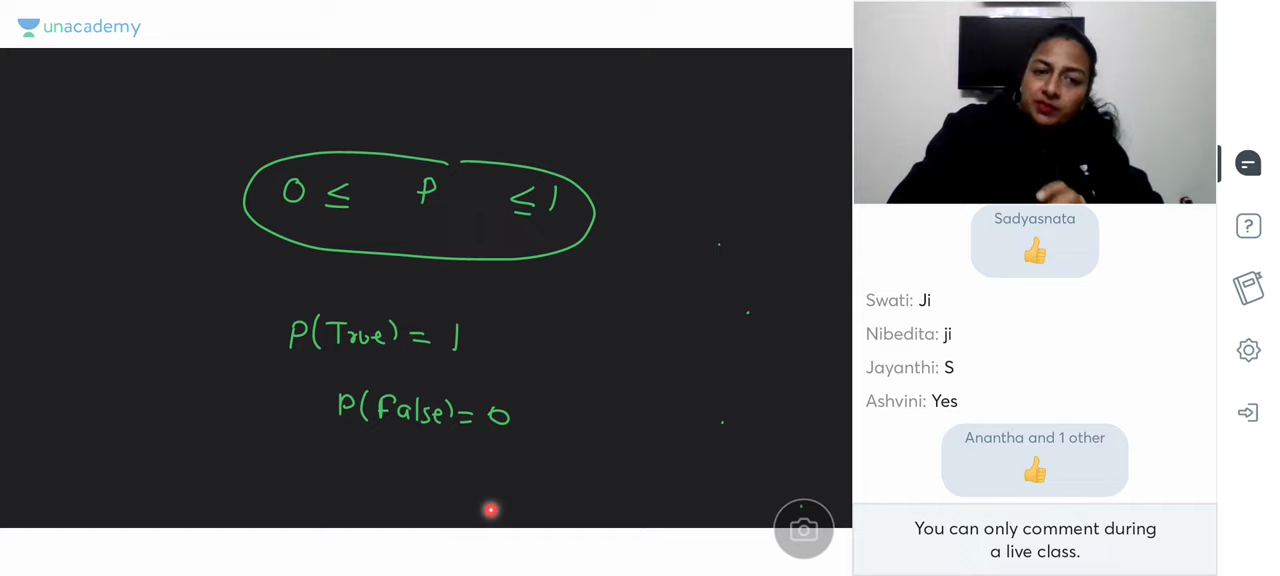 unacademy
0 ≤ P ≤ 1
P(True) = 1
P(False) = 0
Sadyasnata
👍
Swati: Ji
Nibedita: ji
Jayanthi: S
Ashvini: Yes
Anantha and 1 other
👍
You can only comment during
a live class.